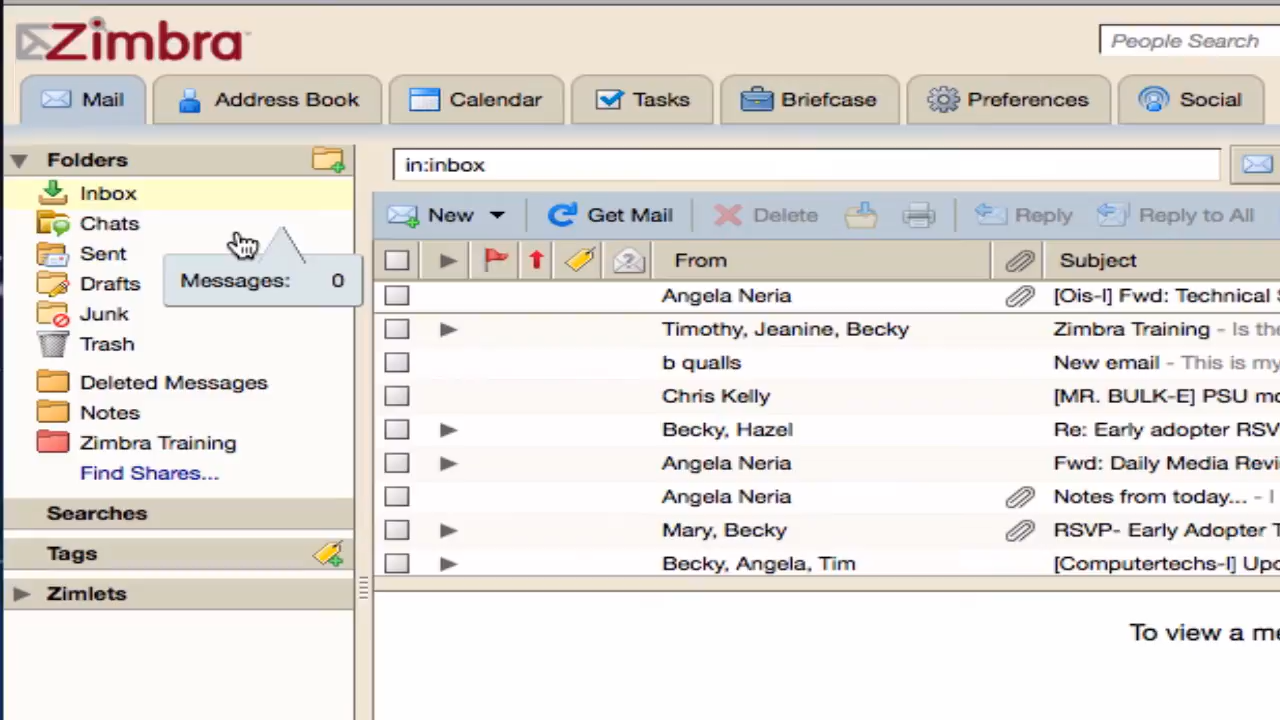 Zimbra
People Search
Mail Address Book Calendar Tasks Briefcase Preferences Social
Folders
Inbox
Chats
Sent
Drafts
Junk
Trash
Deleted Messages
Notes
Zimbra Training
Find Shares...
Searches
Tags
Zimlets
Messages: 0
in:inbox
New Get Mail Delete Reply Reply to All
From Subject
Angela Neria [Ois-l] Fwd: Technical
Timothy, Jeanine, Becky Zimbra Training - Is the
b qualls New email - This is my
Chris Kelly [MR. BULK-E] PSU mo
Becky, Hazel Re: Early adopter RSV
Angela Neria Fwd: Daily Media Revi
Angela Neria Notes from today... - I
Mary, Becky RSVP- Early Adopter T
Becky, Angela, Tim [Computertechs-l] Upd
To view a me